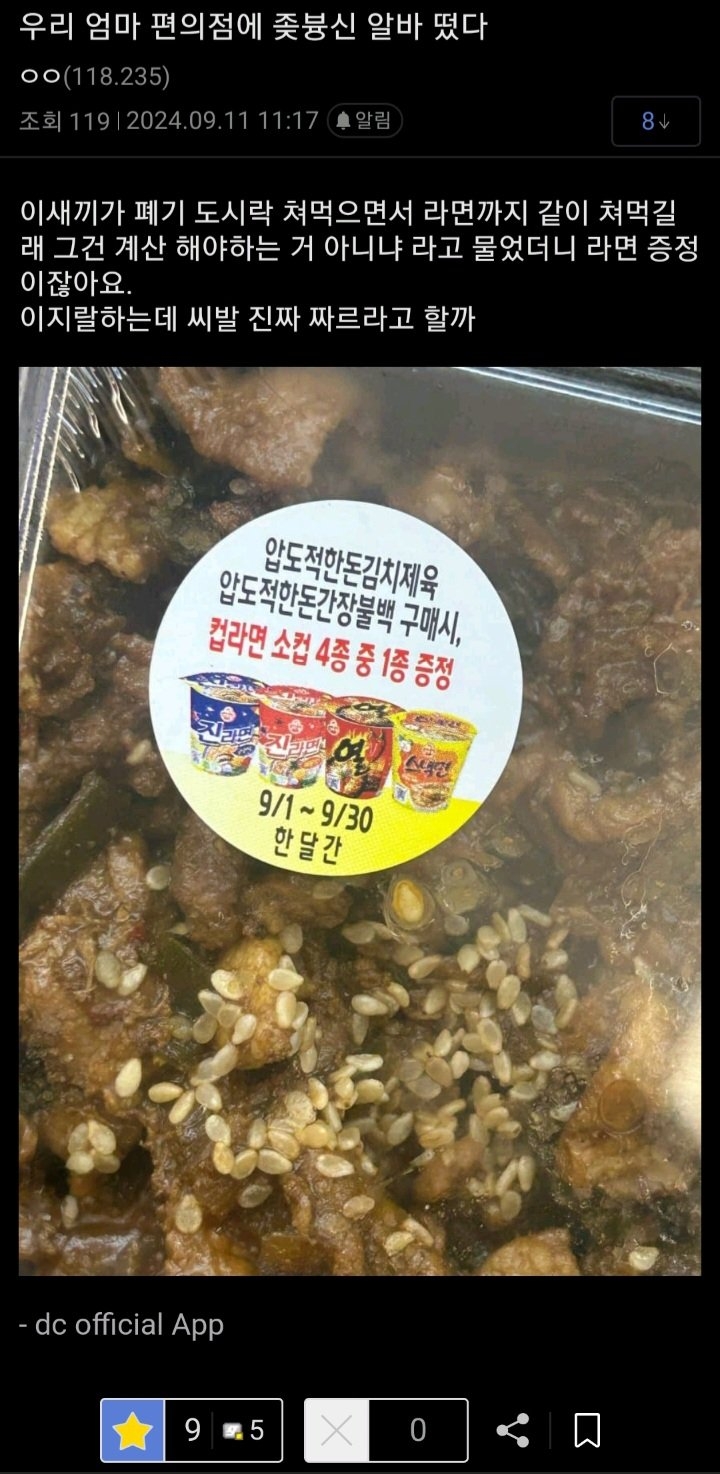 우리 엄마 편의점에 좆븅신 알바 떴다
ㅇㅇ(118.235)
조회 119 | 2024.09.11 11:17 알림
8↓
이새끼가 폐기 도시락 쳐먹으면서 라면까지 같이 쳐먹길
래 그건 계산 해야하는 거 아니냐 라고 물었더니 라면 증정
이잖아요.
이지랄하는데 씨발 진짜 짜르라고 할까
압도적한돈김치제육
압도적한돈간장불백 구매시,
컵라면 소컵 4종 중 1종 증정
진라면 진라면 열 스낵면
9/1 ~ 9/30
한 달 간
- dc official App
9 5 0